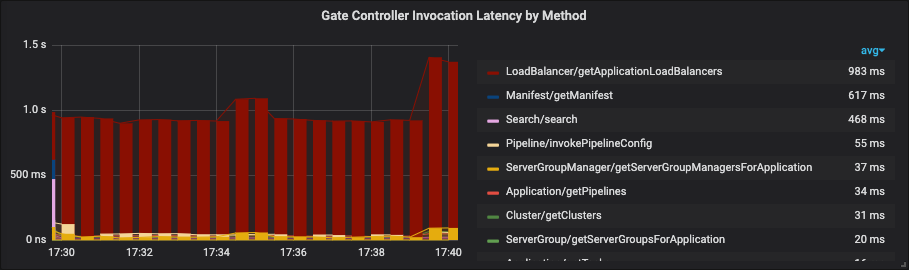 Gate Controller Invocation Latency by Method
1.5 s
1.0 s
500 ms
0 ns
17:30 17:32 17:34 17:36 17:38 17:40
avg
LoadBalancer/getApplicationLoadBalancers 983 ms
Manifest/getManifest 617 ms
Search/search 468 ms
Pipeline/invokePipelineConfig 55 ms
ServerGroupManager/getServerGroupManagersForApplication 37 ms
Application/getPipelines 34 ms
Cluster/getClusters 31 ms
ServerGroup/getServerGroupsForApplication 20 ms